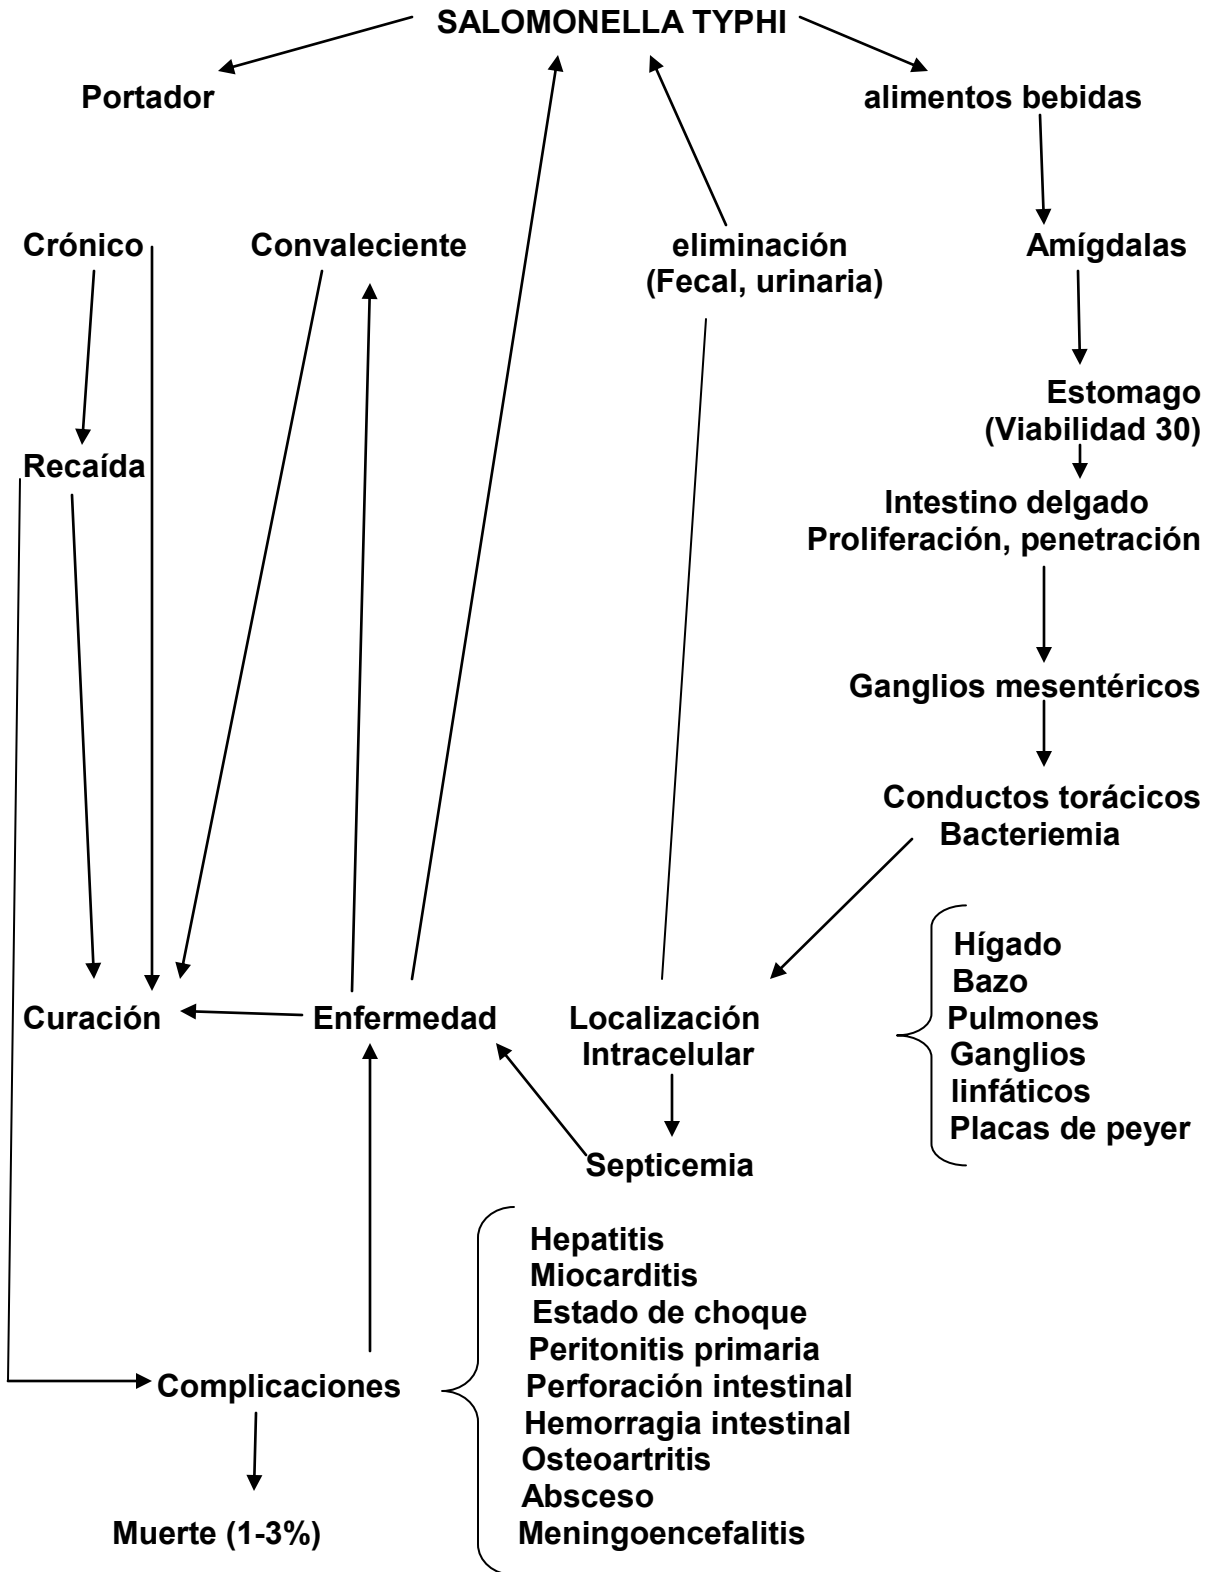 SALOMONELLA TYPHI
Portador
alimentos bebidas
Crónico
Convaleciente
eliminación
(Fecal, urinaria)
Amígdalas
Estomago
(Viabilidad 30)
Recaída
Intestino delgado
Proliferación, penetración
Ganglios mesentéricos
Conductos torácicos
Bacteriemia
Hígado
Bazo
Pulmones
Ganglios
linfáticos
Placas de peyer
Curación
Enfermedad
Localización
Intracelular
Septicemia
Hepatitis
Miocarditis
Estado de choque
Peritonitis primaria
Perforación intestinal
Hemorragia intestinal
Osteoartritis
Absceso
Meningoencefalitis
Complicaciones
Muerte (1-3%)